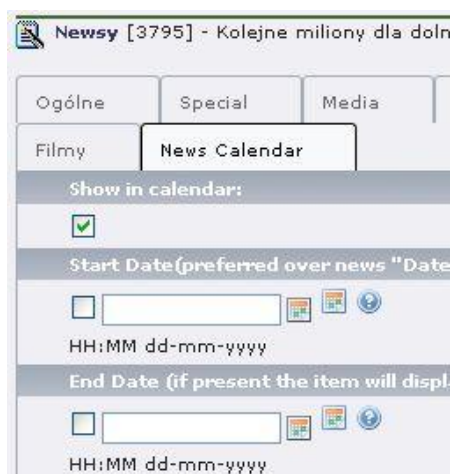 Newsy [3795] - Kolejne miliony dla doln
Ogólne Special Media
Filmy News Calendar
Show in calendar:
Start Date(preferred over news "Date
HH:MM dd-mm-yyyy
End Date (if present the item will displ
HH:MM dd-mm-yyyy